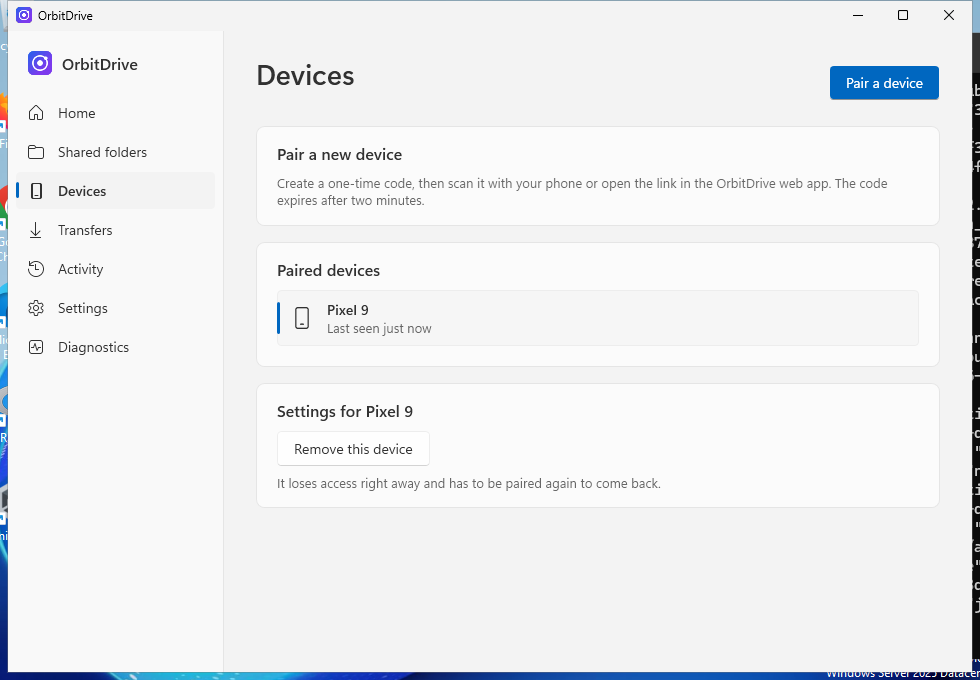 OrbitDrive
OrbitDrive
Home
Shared folders
Devices
Transfers
Activity
Settings
Diagnostics
Devices
Pair a device
Pair a new device
Create a one-time code, then scan it with your phone or open the link in the OrbitDrive web app. The code
expires after two minutes.
Paired devices
Pixel 9
Last seen just now
Settings for Pixel 9
Remove this device
It loses access right away and has to be paired again to come back.
Windows Server 2025 Datacen